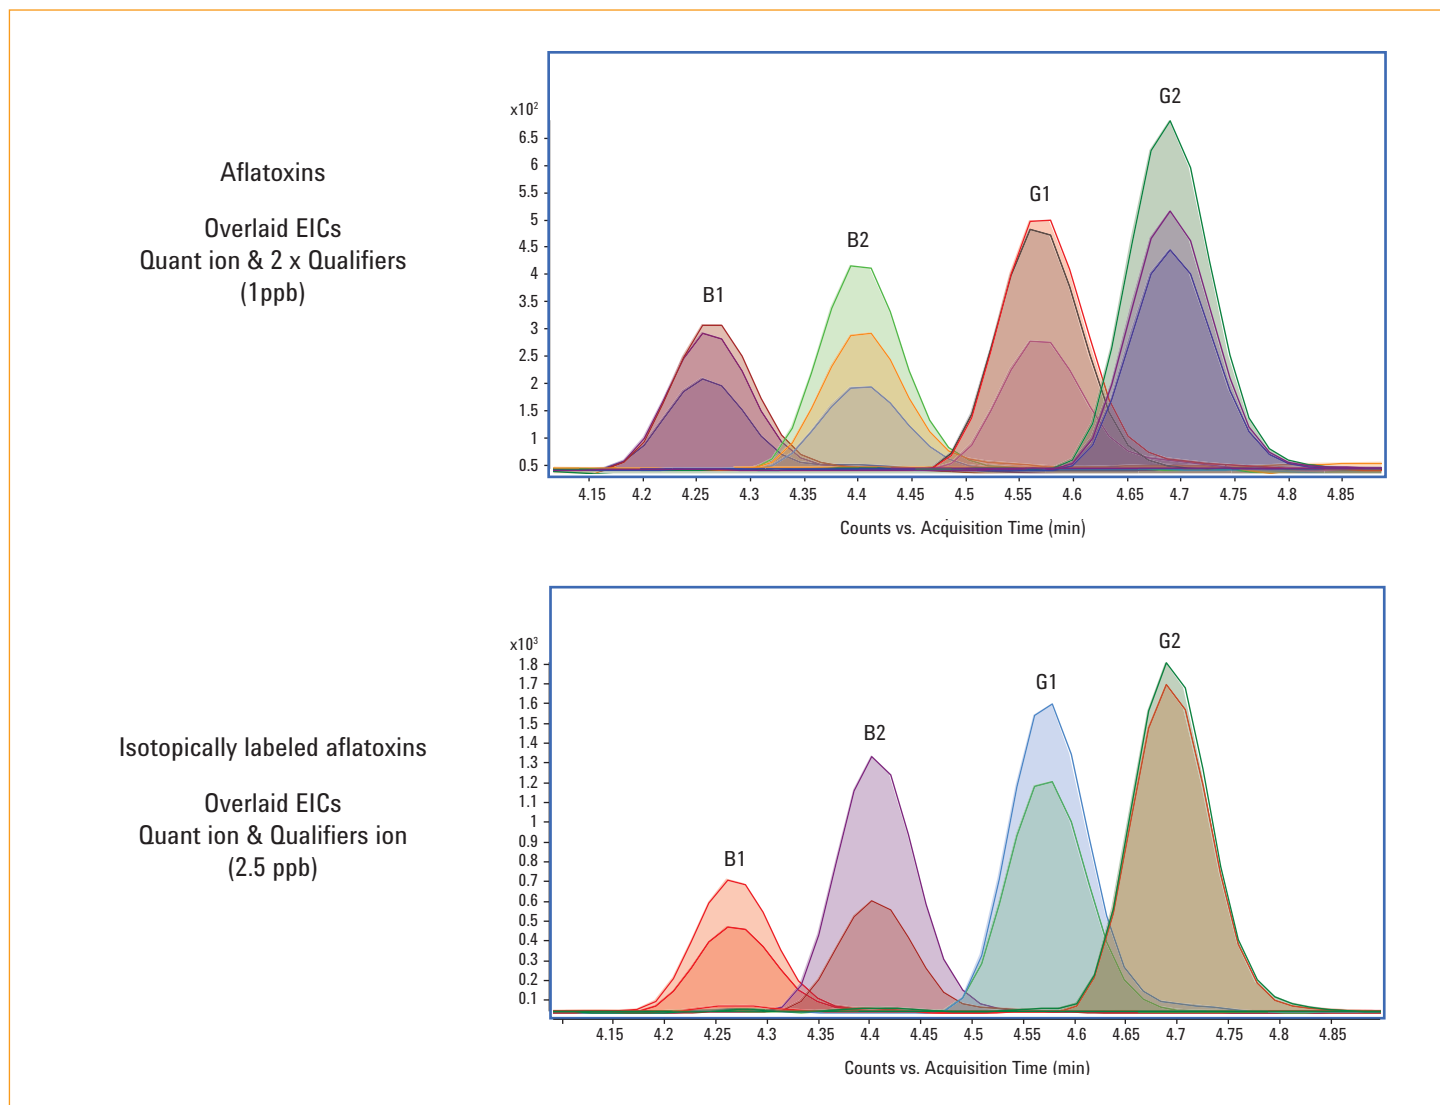 Aflatoxins
Overlaid EICs
Quant ion & 2 x Qualifiers
(1ppb)
x10²
6.5
6
5.5
5
4.5
4
3.5
3
2.5
2
1.5
1
0.5
B1
B2
G1
G2
4.15 4.2 4.25 4.3 4.35 4.4 4.45 4.5 4.55 4.6 4.65 4.7 4.75 4.8 4.85
Counts vs. Acquisition Time (min)
Isotopically labeled aflatoxins
Overlaid EICs
Quant ion & Qualifiers ion
(2.5 ppb)
x10³
1.8
1.7
1.6
1.5
1.4
1.3
1.2
1.1
1
0.9
0.8
0.7
0.6
0.5
0.4
0.3
0.2
0.1
B1
B2
G1
G2
4.15 4.2 4.25 4.3 4.35 4.4 4.45 4.5 4.55 4.6 4.65 4.7 4.75 4.8 4.85
Counts vs. Acquisition Time (min)